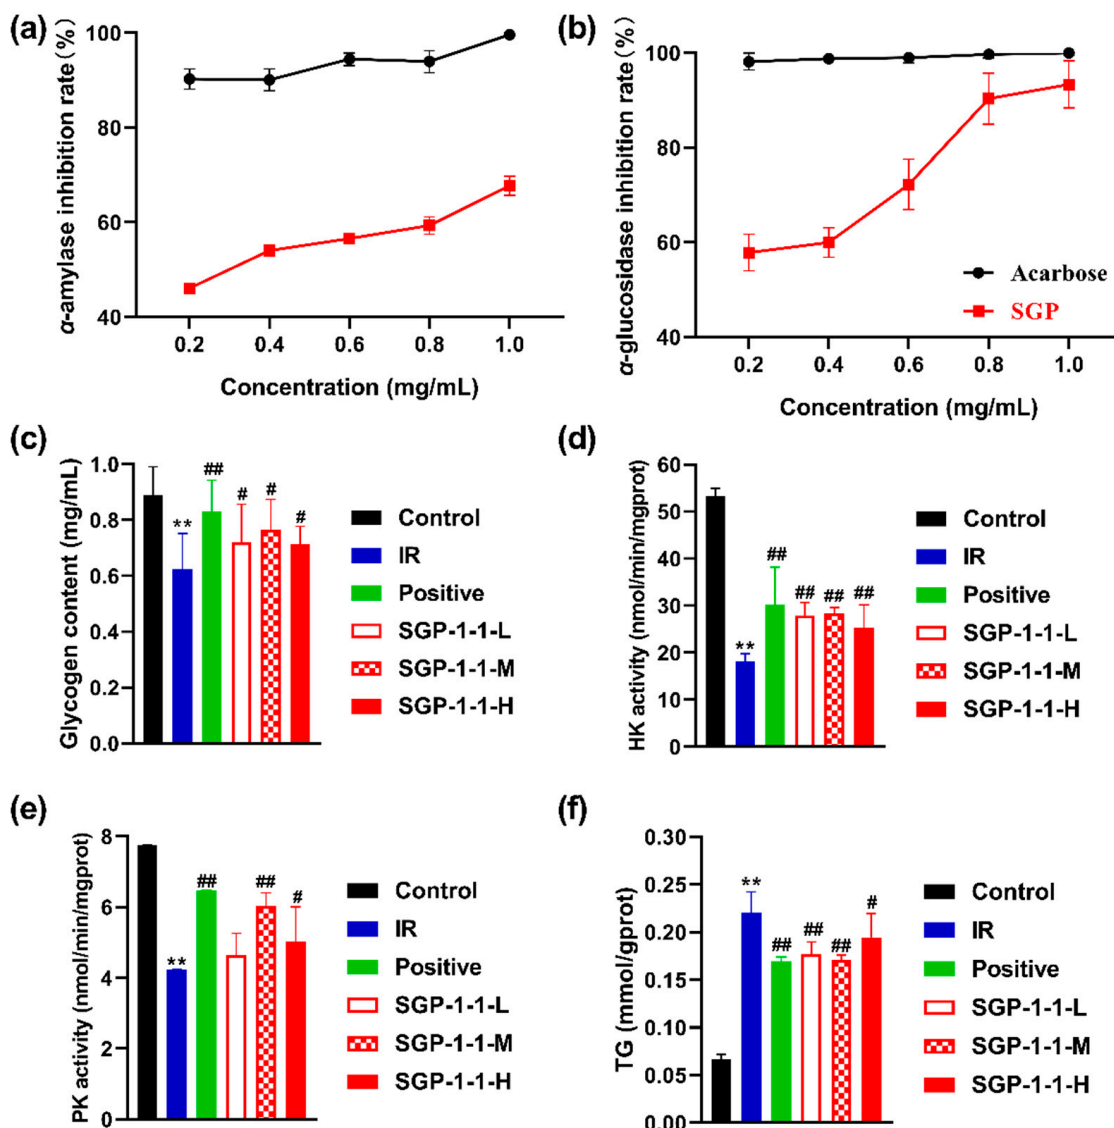 (a)
α-amylase inhibition rate (%)
100
80
60
40
0.2 0.4 0.6 0.8 1.0
Concentration (mg/mL)
(b)
α-glucosidase inhibition rate (%)
100
80
60
40
Acarbose
SGP
0.2 0.4 0.6 0.8 1.0
Concentration (mg/mL)
(c)
Glycogen content (mg/mL)
1.0
0.8
0.6
0.4
0.2
0.0
** ## # # #
Control
IR
Positive
SGP-1-1-L
SGP-1-1-M
SGP-1-1-H
(d)
HK activity (nmol/min/mgprot)
60
50
40
30
20
10
0
** ## ## ## ##
Control
IR
Positive
SGP-1-1-L
SGP-1-1-M
SGP-1-1-H
(e)
PK activity (nmol/min/mgprot)
8
6
4
2
0
** ## ## #
Control
IR
Positive
SGP-1-1-L
SGP-1-1-M
SGP-1-1-H
(f)
TG (mmol/gprot)
0.30
0.25
0.20
0.15
0.10
0.05
0.00
** ## ## ## #
Control
IR
Positive
SGP-1-1-L
SGP-1-1-M
SGP-1-1-H